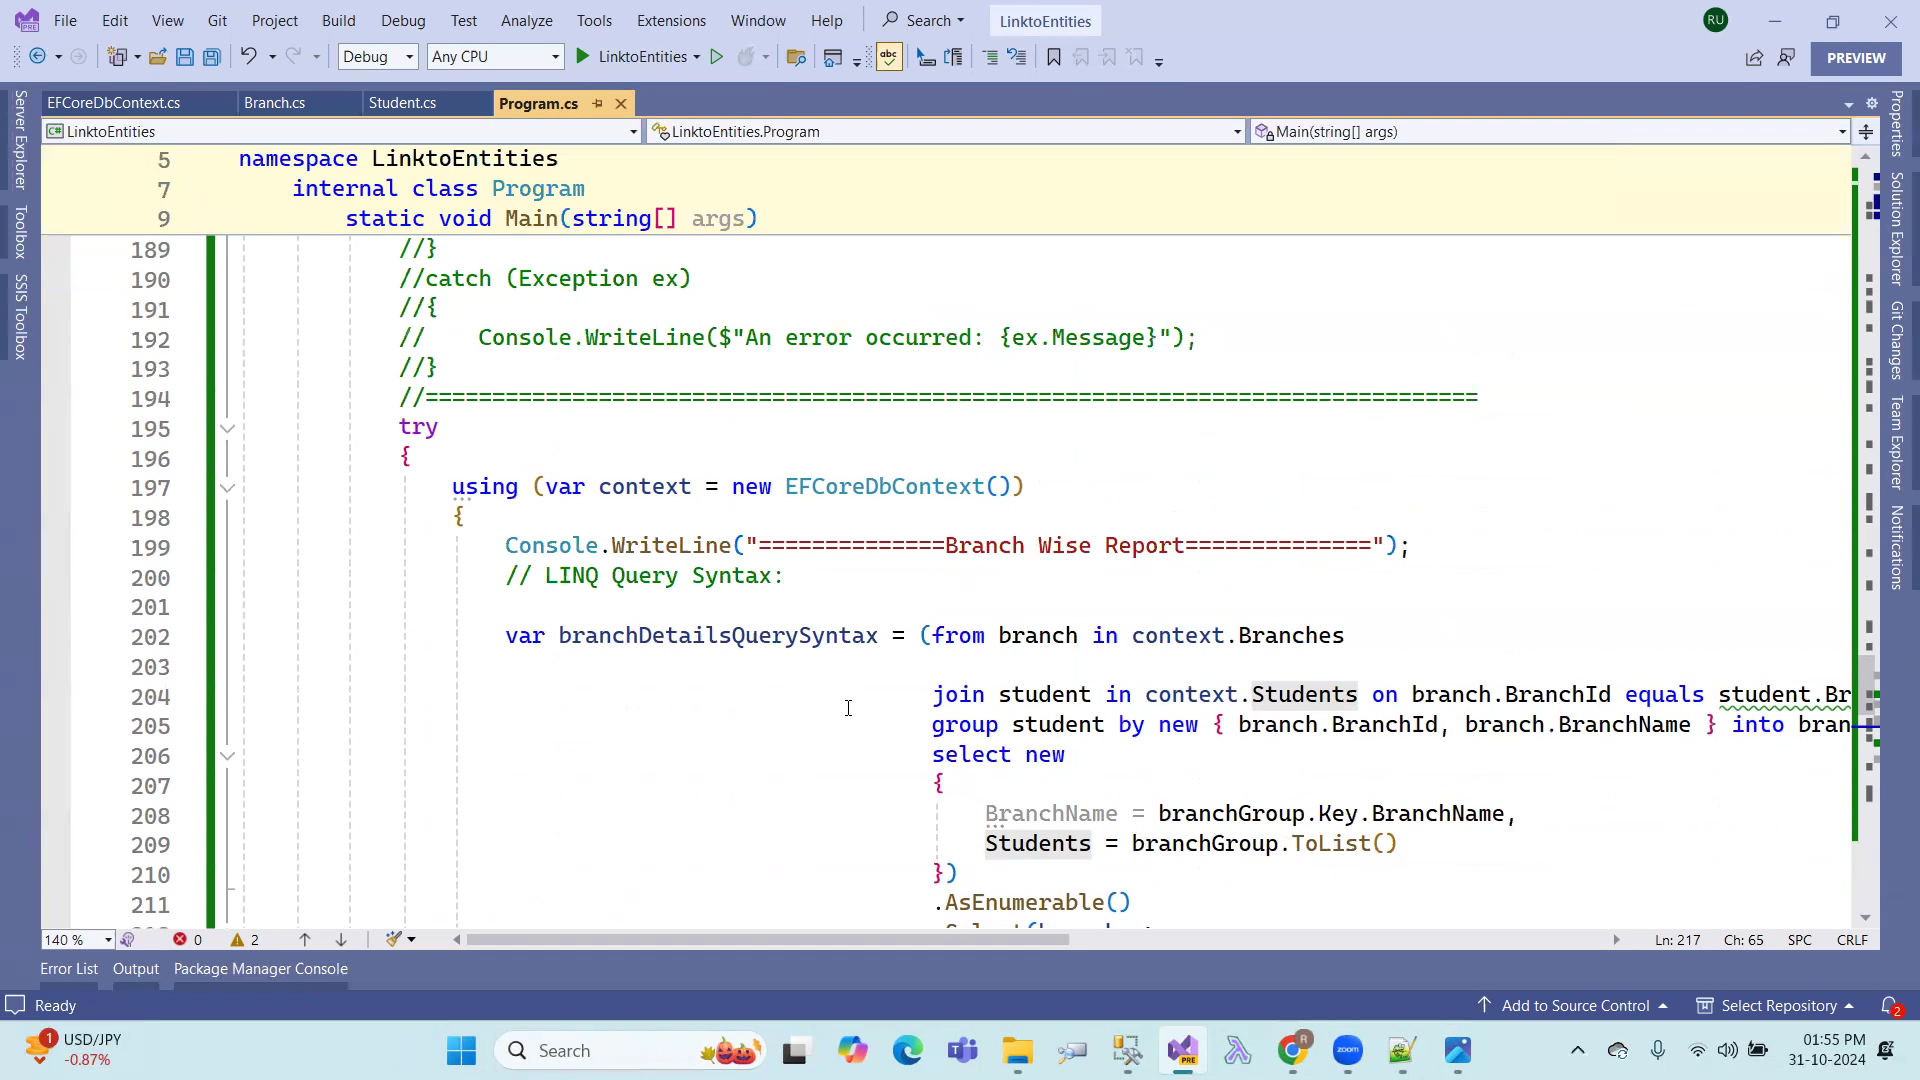 File Edit View Git Project Build Debug Test Analyze Tools Extensions Window Help Search LinktoEntities RU
Debug Any CPU LinktoEntities PREVIEW
EFCoreDbContext.cs Branch.cs Student.cs Program.cs
LinktoEntities LinktoEntities.Program Main(string[] args)
5 namespace LinktoEntities
7 internal class Program
9 static void Main(string[] args)
189 //}
190 //catch (Exception ex)
191 //{
192 // Console.WriteLine($"An error occurred: {ex.Message}");
193 //}
194 //===============================================================================
195 try
196 {
197 using (var context = new EFCoreDbContext())
198 {
199 Console.WriteLine("==============Branch Wise Report==============");
200 // LINQ Query Syntax:
201
202 var branchDetailsQuerySyntax = (from branch in context.Branches
203
204 join student in context.Students on branch.BranchId equals student.Br
205 group student by new { branch.BranchId, branch.BranchName } into bran
206 select new
207 {
208 BranchName = branchGroup.Key.BranchName,
209 Students = branchGroup.ToList()
210 })
211 .AsEnumerable()
140 % 0 2 Ln: 217 Ch: 65 SPC CRLF
Error List Output Package Manager Console
Ready Add to Source Control Select Repository 2
Server Explorer
Toolbox
SSIS Toolbox
Properties
Solution Explorer
Git Changes
Team Explorer
Notifications
1 USD/JPY
-0.87%
Search
PRE
zoom
01:55 PM
31-10-2024